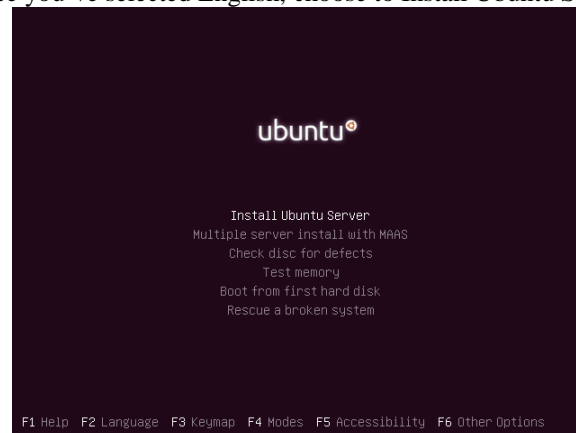 you've selected English, choose to Install Ubuntu
ubuntu
Install Ubuntu Server
Multiple server install with MAAS
Check disc for defects
Test memory
Boot from first hard disk
Rescue a broken system
F1 Help F2 Language F3 Keymap F4 Modes F5 Accessibility F6 Other Options